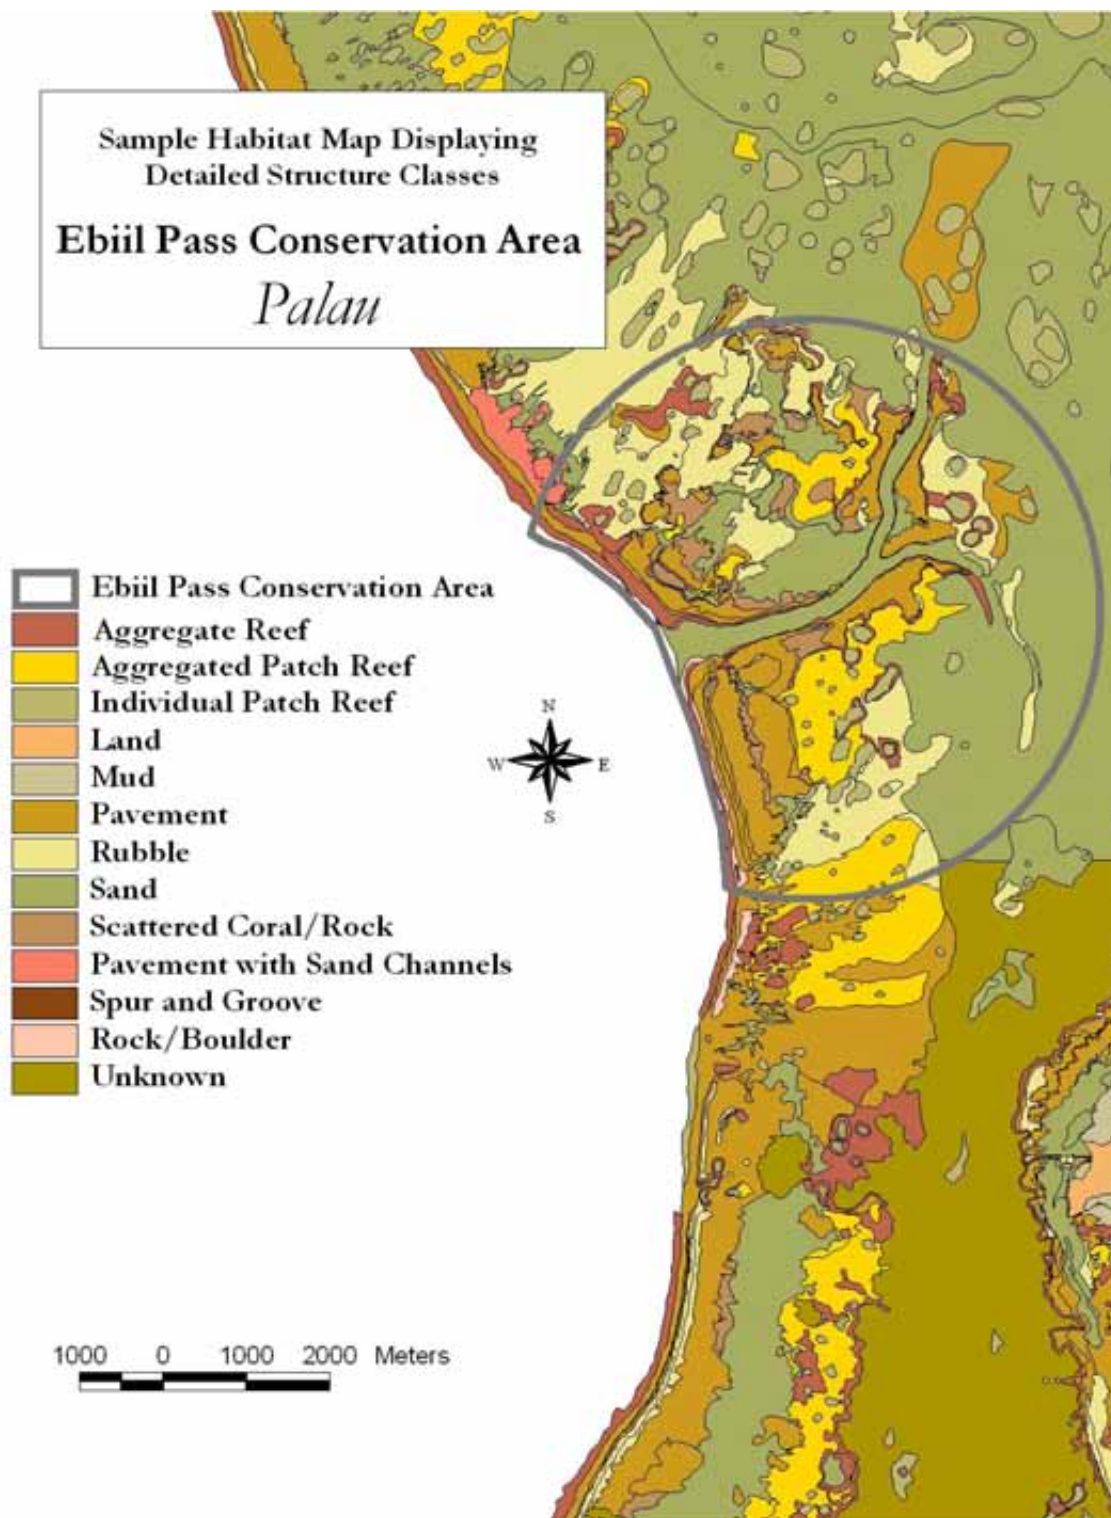 Sample Habitat Map Displaying
Detailed Structure Classes
Ebiil Pass Conservation Area
Palau
Ebiil Pass Conservation Area
Aggregate Reef
Aggregated Patch Reef
Individual Patch Reef
Land
Mud
Pavement
Rubble
Sand
Scattered Coral/Rock
Pavement with Sand Channels
Spur and Groove
Rock/Boulder
Unknown
N
W E
S
1000 0 1000 2000 Meters